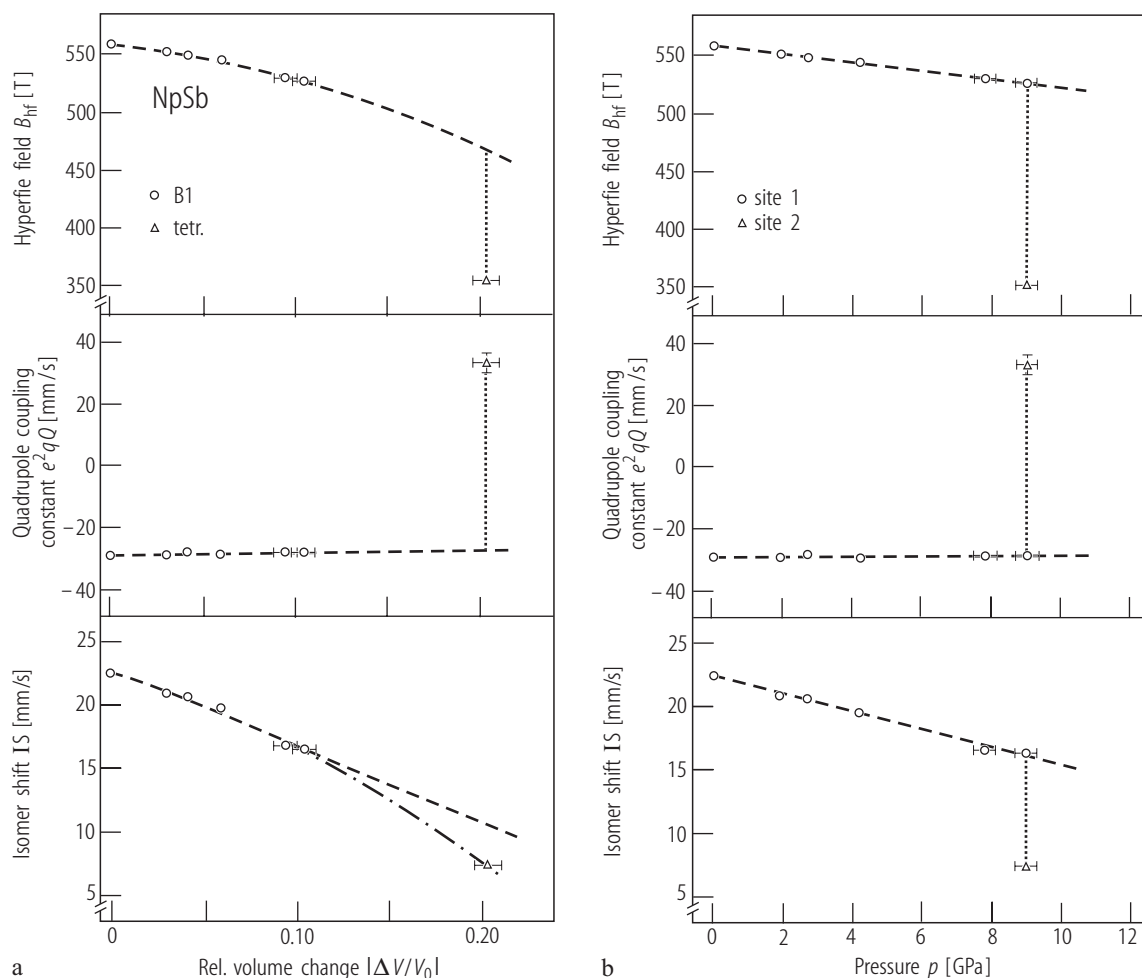 Hyperfie field B_hf [T]
550
500
450
400
350
NpSb
B1
tetr.
Quadrupole coupling
constant e²qQ [mm/s]
40
20
0
–20
–40
Isomer shift IS [mm/s]
25
20
15
10
5
0
0.10
0.20
a
Rel. volume change |ΔV/V₀|
Hyperfie field B_hf [T]
550
500
450
400
350
site 1
site 2
Quadrupole coupling
constant e²qQ [mm/s]
40
20
0
–20
–40
Isomer shift IS [mm/s]
25
20
15
10
5
0 2 4 6 8 10 12
b
Pressure p [GPa]